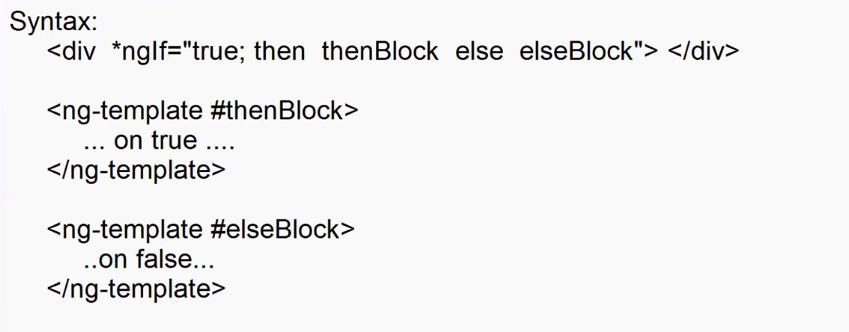 Syntax:
<div *ngIf="true; then thenBlock else elseBlock"> </div>
<ng-template #thenBlock>
... on true ....
</ng-template>
<ng-template #elseBlock>
..on false...
</ng-template>